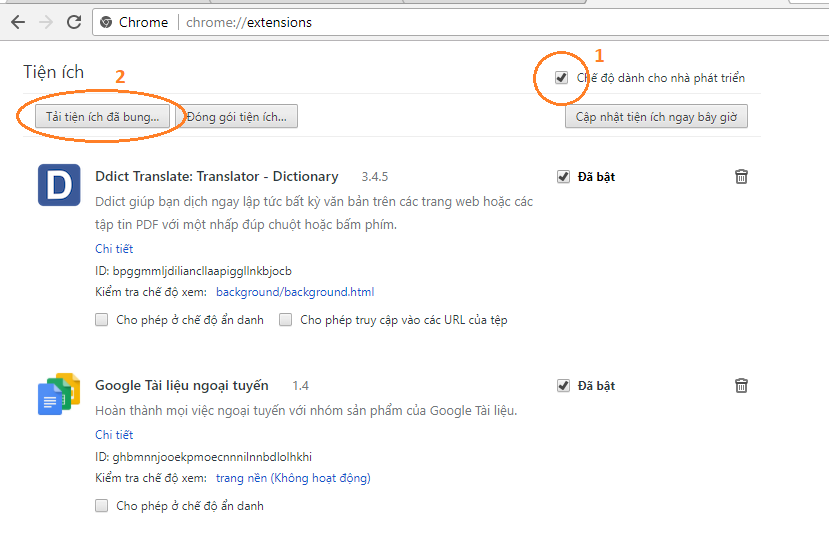 Chrome chrome://extensions
Tiện ích
2
1
Chế độ dành cho nhà phát triển
Tải tiện ích đã bung...
Đóng gói tiện ích...
Cập nhật tiện ích ngay bây giờ
D
Ddict Translate: Translator - Dictionary 3.4.5
Đã bật
Ddict giúp bạn dịch ngay lập tức bất kỳ văn bản trên các trang web hoặc các
tập tin PDF với một nhấp đúp chuột hoặc bấm phím.
Chi tiết
ID: bpggmmljdiliancllaapiggllnkbjocb
Kiểm tra chế độ xem: background/background.html
Cho phép ở chế độ ẩn danh
Cho phép truy cập vào các URL của tệp
Google Tài liệu ngoại tuyến 1.4
Đã bật
Hoàn thành mọi việc ngoại tuyến với nhóm sản phẩm của Google Tài liệu.
Chi tiết
ID: ghbmnnjooekpmoecnnnilnnbdlolhkhi
Kiểm tra chế độ xem: trang nền (Không hoạt động)
Cho phép ở chế độ ẩn danh